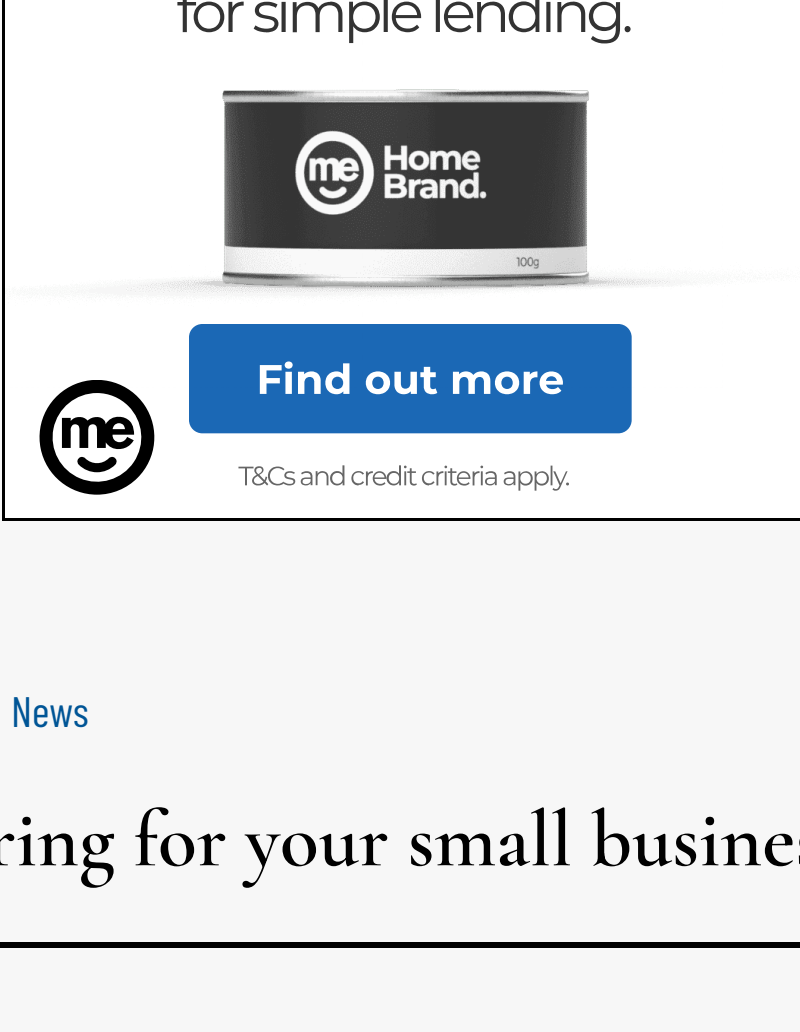 for simple lending.
me Home
Brand.
100g
Find out more
me
T&Cs and credit criteria apply.
News
ring for your small busines